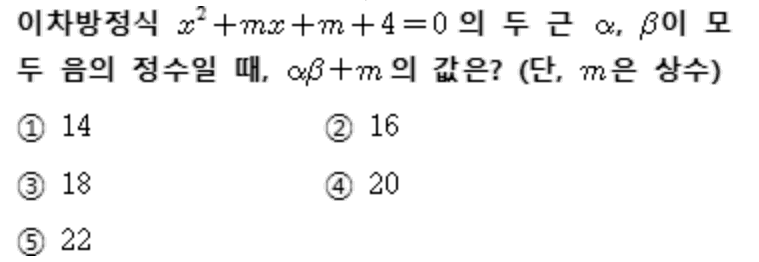 이차방정식 x²+mx+m+4=0 의 두 근 α, β이 모
두 음의 정수일 때, αβ+m 의 값은? (단, m은 상수)
① 14 ② 16
③ 18 ④ 20
⑤ 22